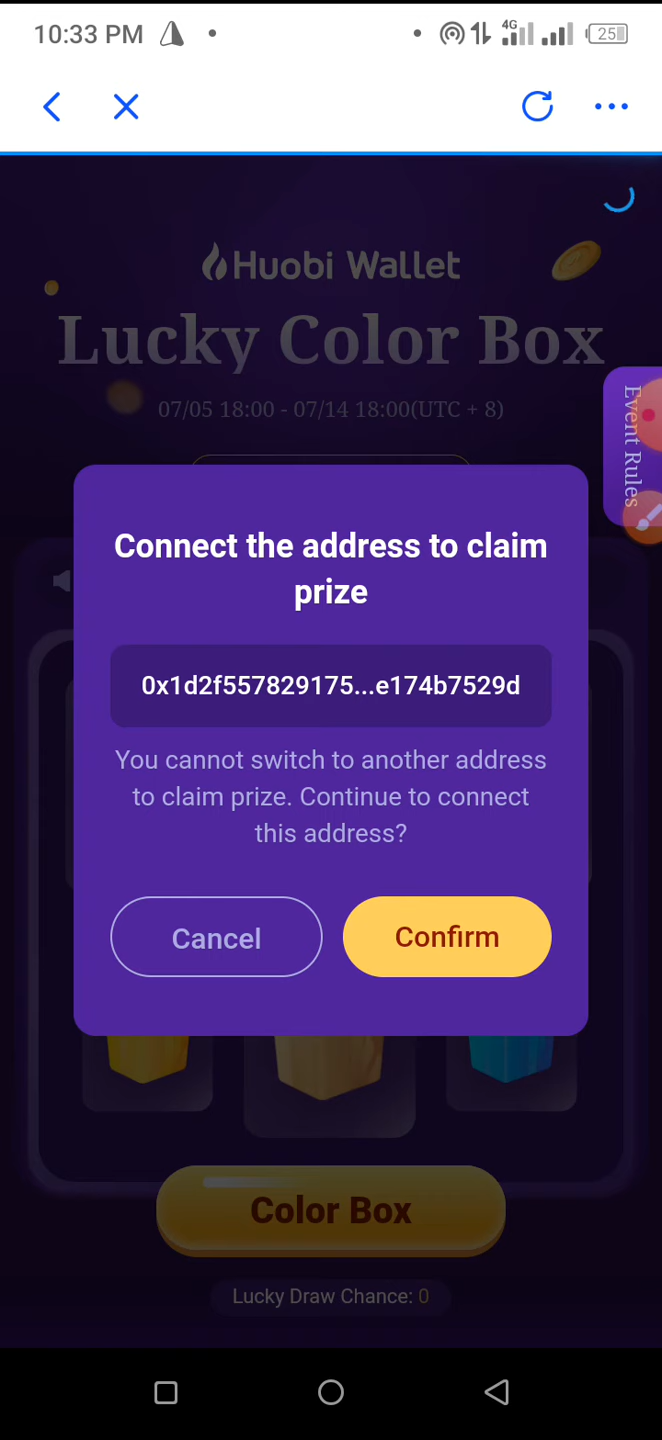 10:33 PM
4G
25
Huobi Wallet
Lucky Color Box
07/05 18:00 - 07/14 18:00(UTC + 8)
Event Rules
Connect the address to claim
prize
0x1d2f557829175...e174b7529d
You cannot switch to another address
to claim prize. Continue to connect
this address?
Cancel
Confirm
Color Box
Lucky Draw Chance: 0